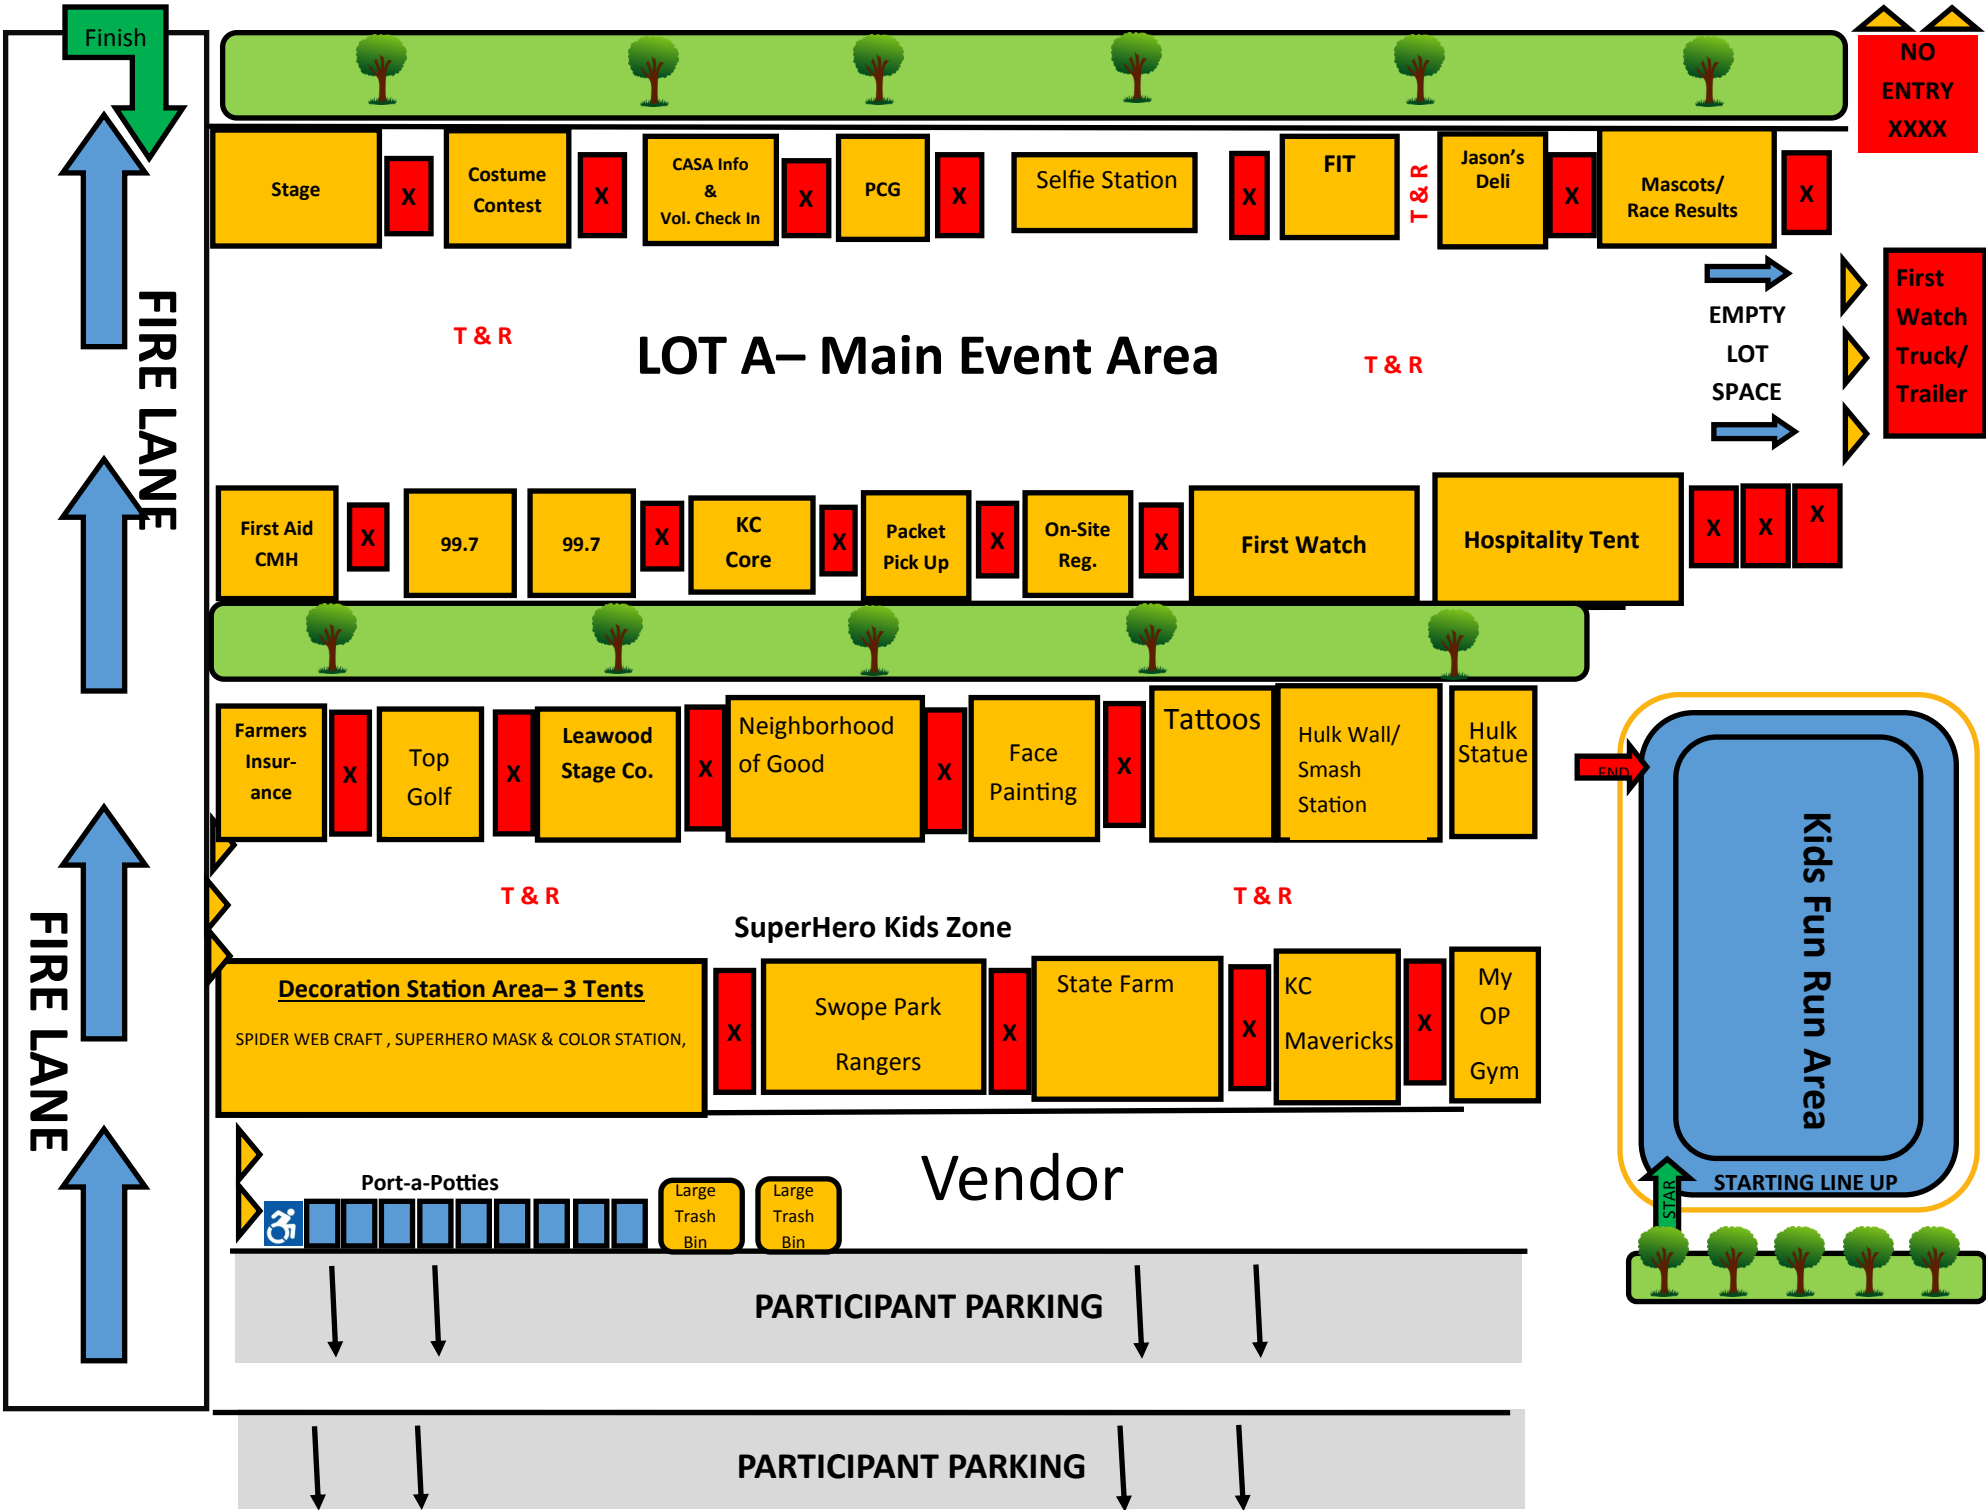 Finish
NO
ENTRY
XXXX
Stage
X
Costume
Contest
X
CASA Info
&
Vol. Check In
X
PCG
X
Selfie Station
X
FIT
T & R
Jason's
Deli
X
Mascots/
Race Results
X
FIRE LANE
T & R
LOT A– Main Event Area
T & R
EMPTY
LOT
SPACE
First
Watch
Truck/
Trailer
First Aid
CMH
X
99.7
99.7
X
KC
Core
X
Packet
Pick Up
X
On-Site
Reg.
X
First Watch
Hospitality Tent
X
X
X
Farmers
Insur-
ance
X
Top
Golf
X
Leawood
Stage Co.
X
Neighborhood
of Good
X
Face
Painting
X
Tattoos
Hulk Wall/
Smash
Station
Hulk
Statue
END
Kids Fun Run Area
FIRE LANE
T & R
T & R
SuperHero Kids Zone
Decoration Station Area– 3 Tents
SPIDER WEB CRAFT , SUPERHERO MASK & COLOR STATION,
X
Swope Park
Rangers
X
State Farm
X
KC
Mavericks
X
My
OP
Gym
Port-a-Potties
Large
Trash
Bin
Large
Trash
Bin
Vendor
STARTING LINE UP
STAR
PARTICIPANT PARKING
PARTICIPANT PARKING